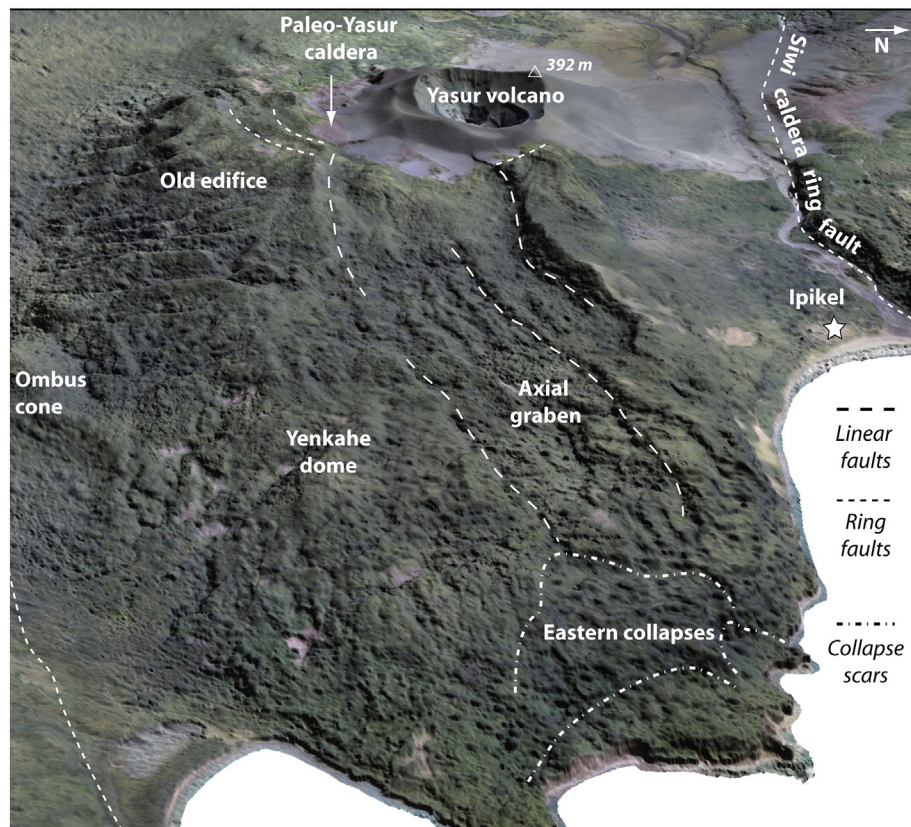 Paleo-Yasur
caldera
392 m
N
Yasur volcano
Siwi caldera ring fault
Old edifice
Ipikel
Ombus
cone
Axial
graben
Yenkahe
dome
Linear
faults
Ring
faults
Eastern collapses
Collapse
scars